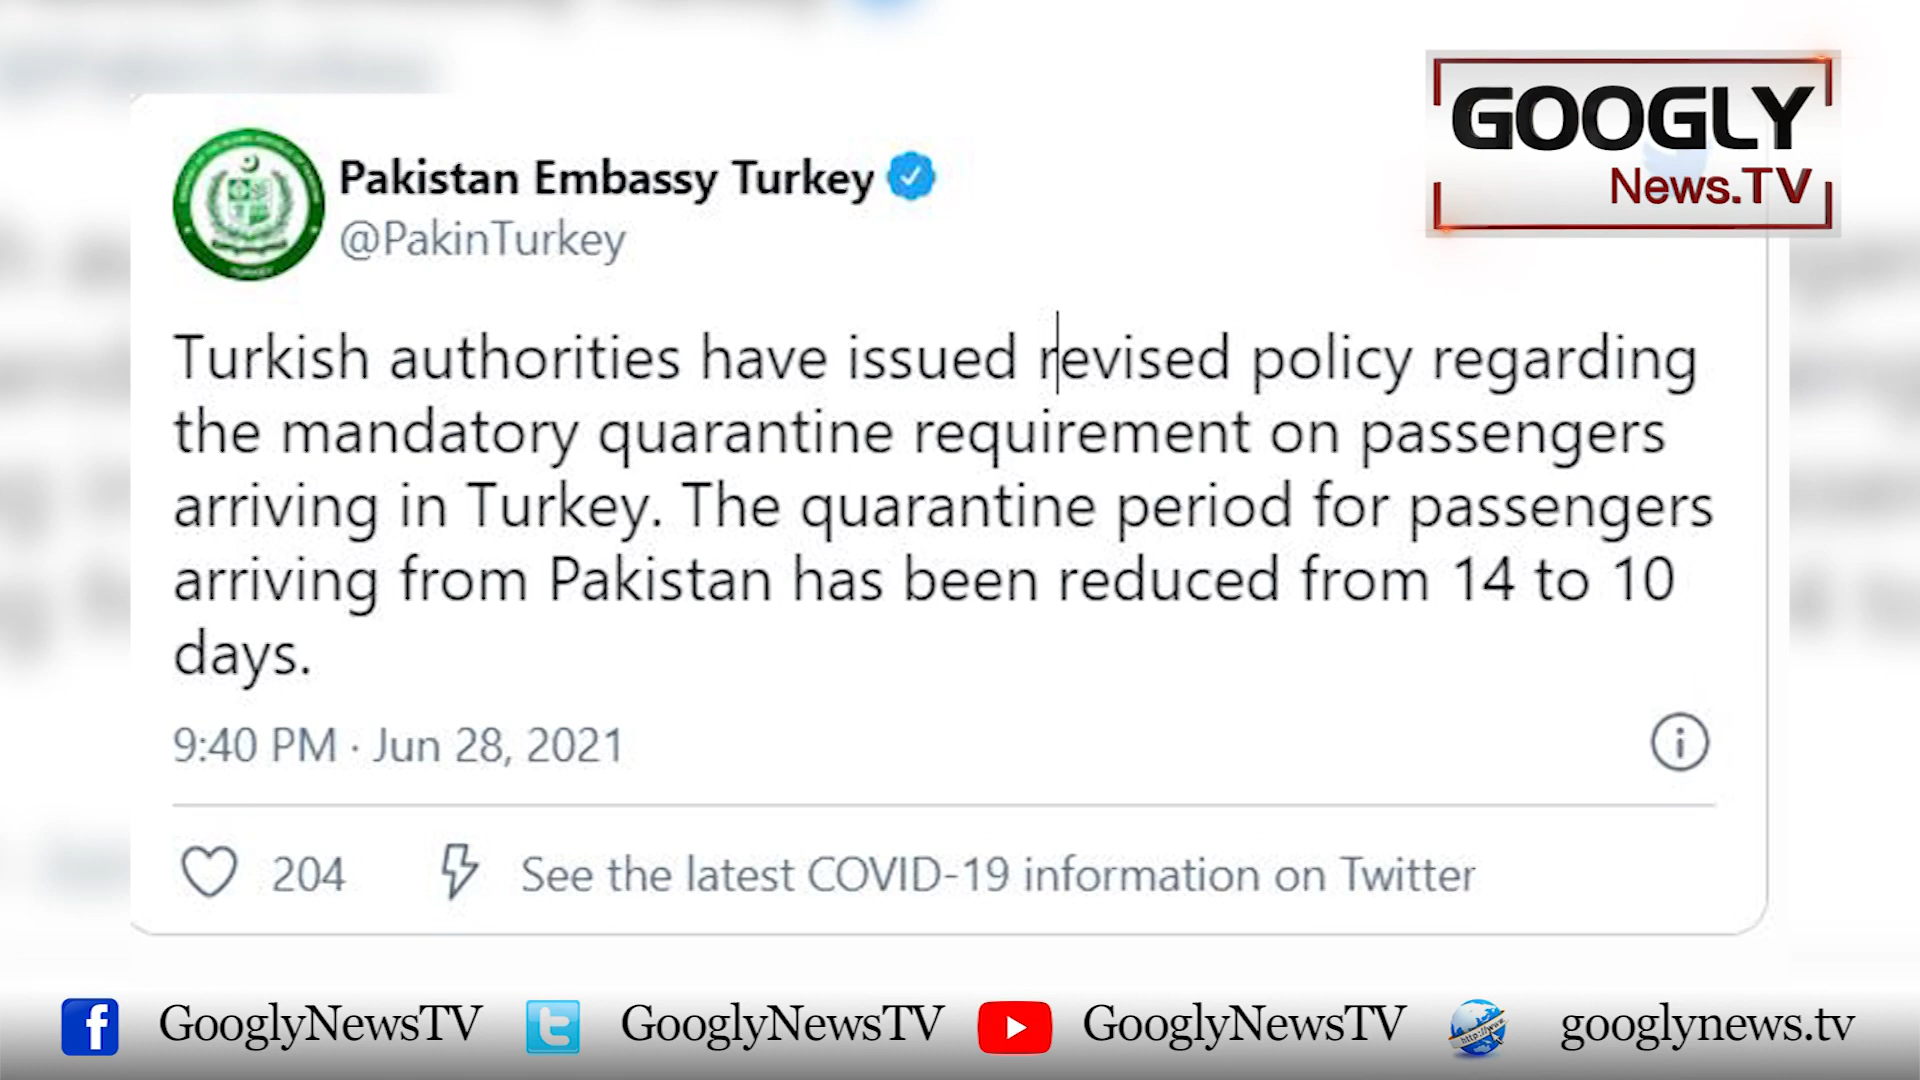 GOOGLY
News.TV
Pakistan Embassy Turkey
@PakinTurkey
Turkish authorities have issued revised policy regarding
the mandatory quarantine requirement on passengers
arriving in Turkey. The quarantine period for passengers
arriving from Pakistan has been reduced from 14 to 10
days.
9:40 PM · Jun 28, 2021
204 See the latest COVID-19 information on Twitter
GooglyNewsTV GooglyNewsTV GooglyNewsTV googlynews.tv